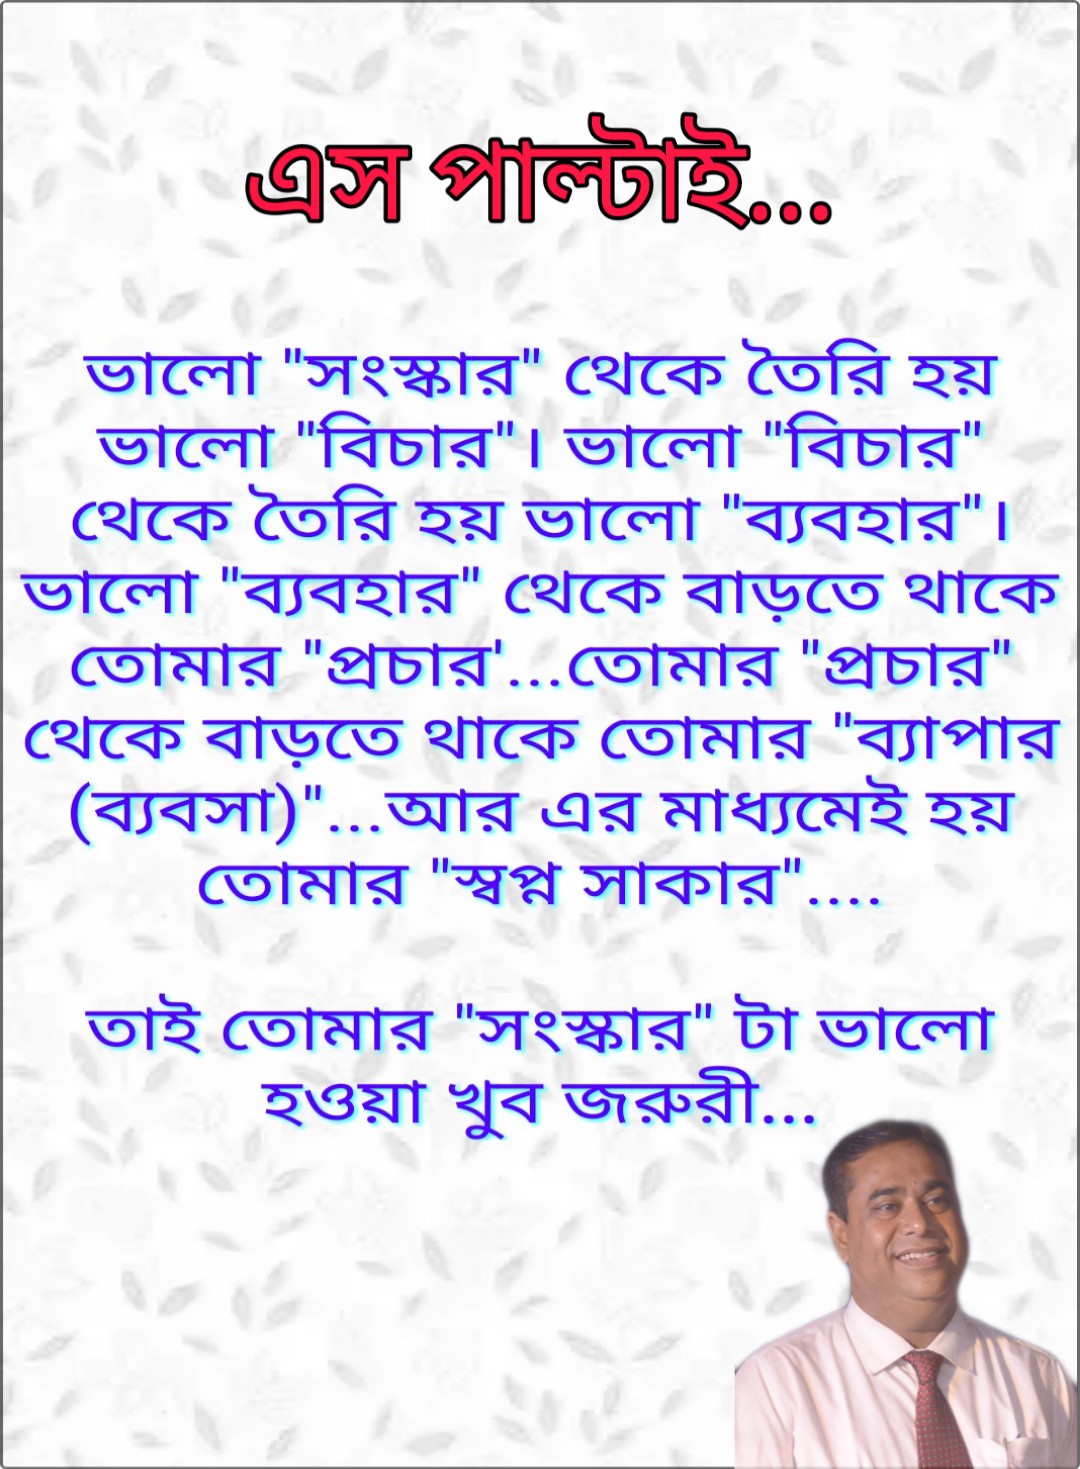 এস পাল্টাই...
ভালো "সংস্কার" থেকে তৈরি হয়
ভালো "বিচার"। ভালো "বিচার"
থেকে তৈরি হয় ভালো "ব্যবহার"।
ভালো "ব্যবহার" থেকে বাড়তে থাকে
তোমার "প্রচার'...তোমার "প্রচার"
থেকে বাড়তে থাকে তোমার "ব্যাপার
(ব্যবসা)"...আর এর মাধ্যমেই হয়
তোমার "স্বপ্ন সাকার"....
তাই তোমার "সংস্কার" টা ভালো
হওয়া খুব জরুরী...